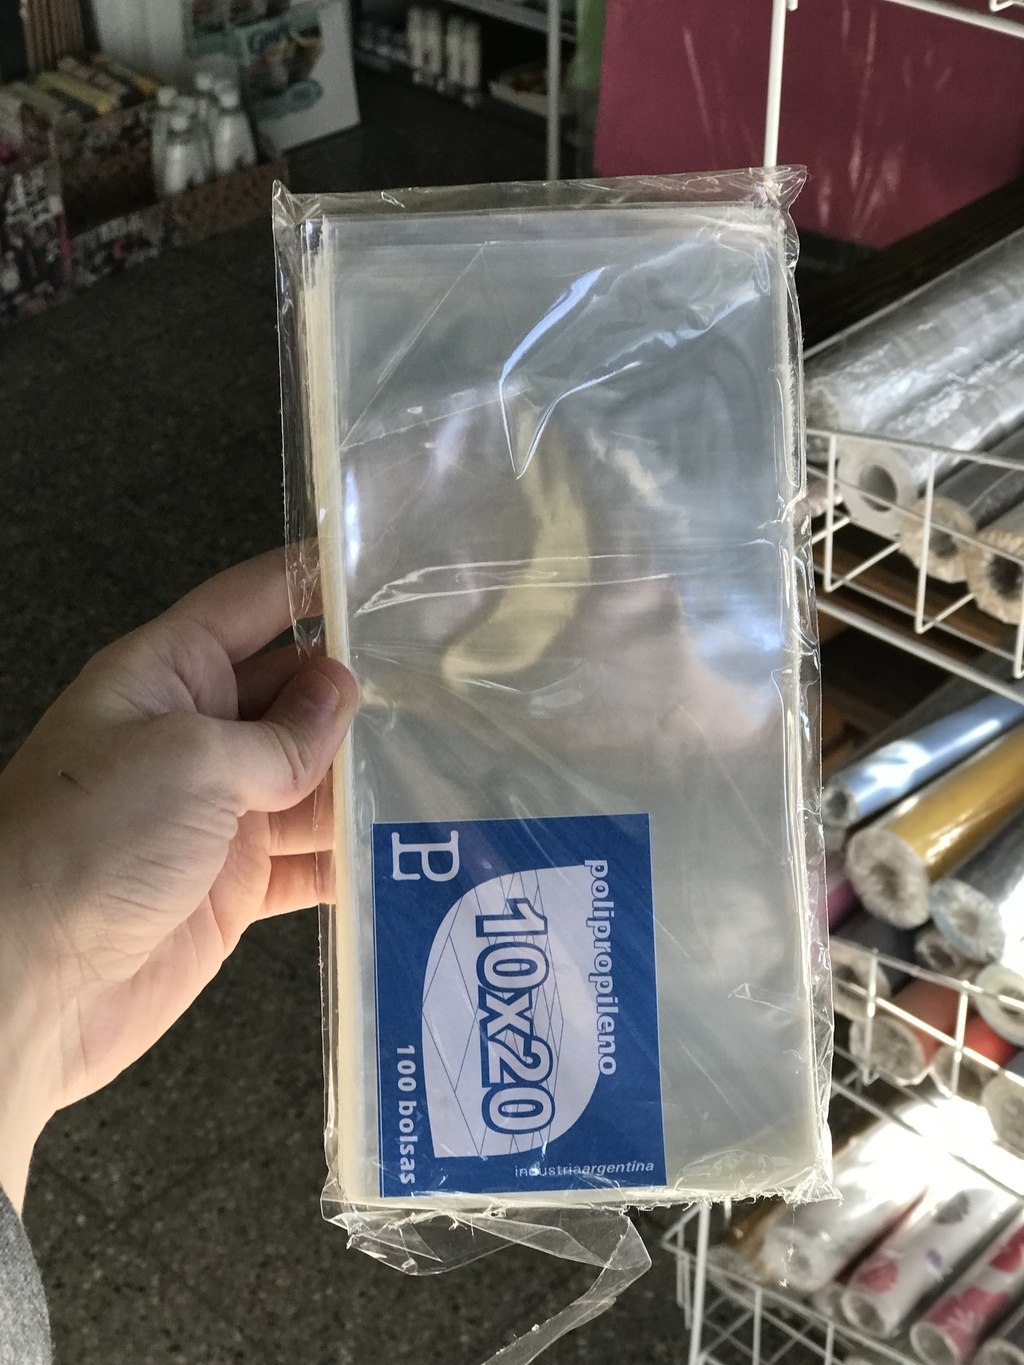 polipropileno
10x20
100 bolsas
industriaargentina